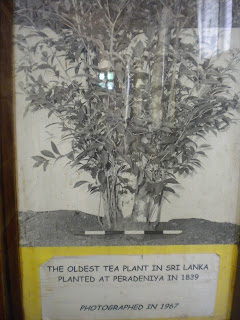 THE OLDEST TEA PLANT IN SRI LANKA
PLANTED AT PERADENIYA IN 1839
PHOTOGRAPHED IN 1967